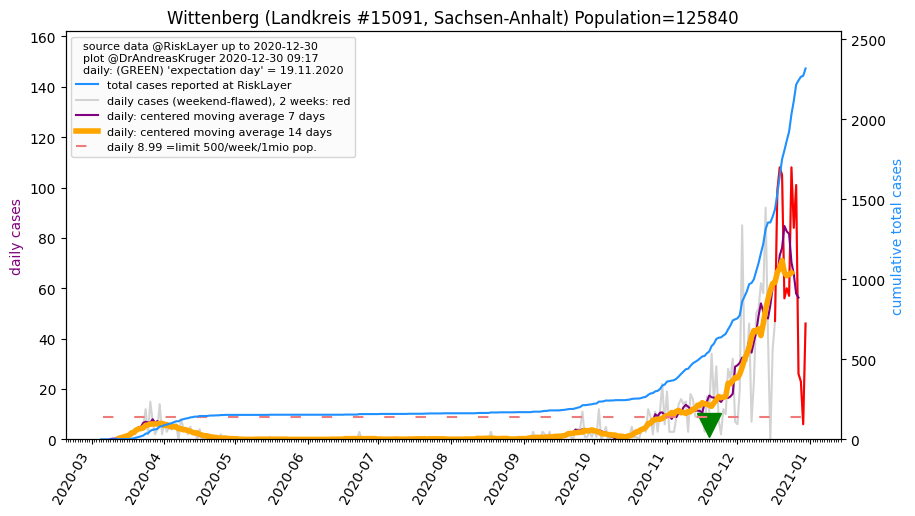 Wittenberg (Landkreis #15091, Sachsen-Anhalt) Population=125840
source data @RiskLayer up to 2020-12-30
plot @DrAndreasKruger 2020-12-30 09:17
daily: (GREEN) 'expectation day' = 19.11.2020
total cases reported at RiskLayer
daily cases (weekend-flawed), 2 weeks: red
daily: centered moving average 7 days
daily: centered moving average 14 days
daily 8.99 =limit 500/week/1mio pop.
daily cases
160
140
120
100
80
60
40
20
0
cumulative total cases
2500
2000
1500
1000
500
0
2020-03
2020-04
2020-05
2020-06
2020-07
2020-08
2020-09
2020-10
2020-11
2020-12
2021-01